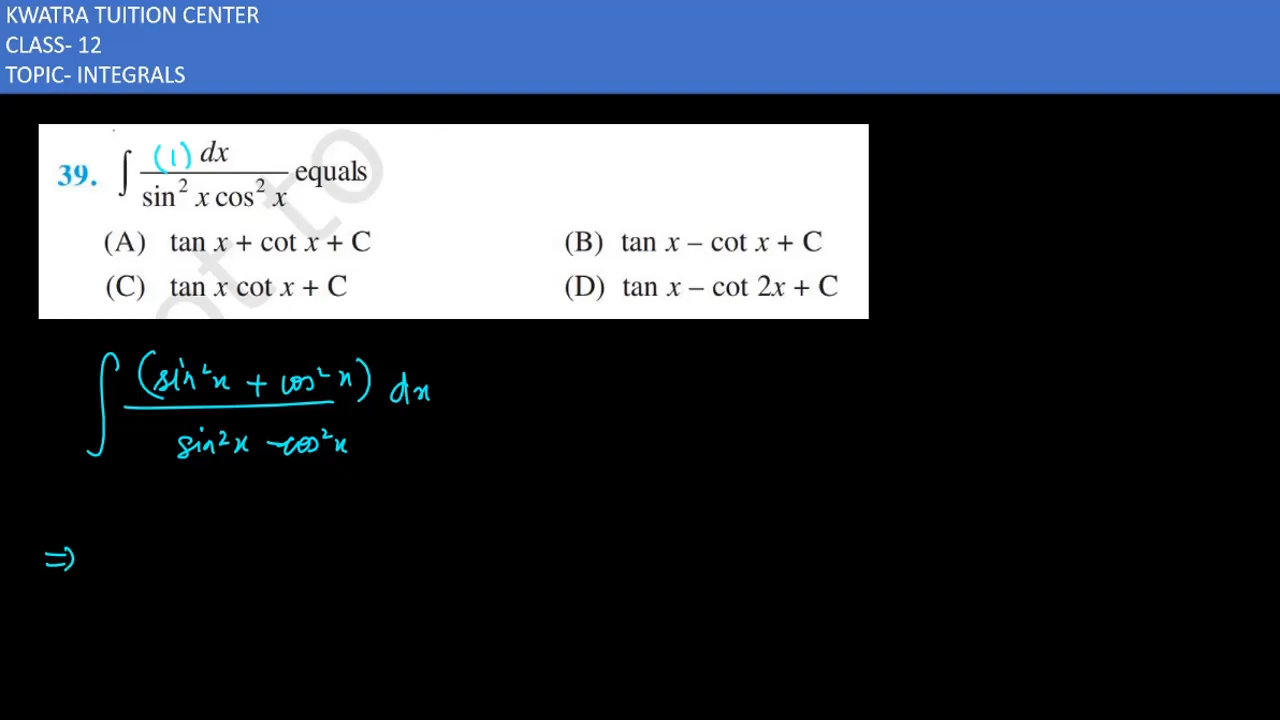 KWATRA TUITION CENTER
CLASS- 12
TOPIC- INTEGRALS
39. ∫ (1) dx / sin² x cos² x equals
(A) tan x + cot x + C (B) tan x – cot x + C
(C) tan x cot x + C (D) tan x – cot 2x + C
∫ (sin²x + cos²x) dx / sin²x cos²x
⇒